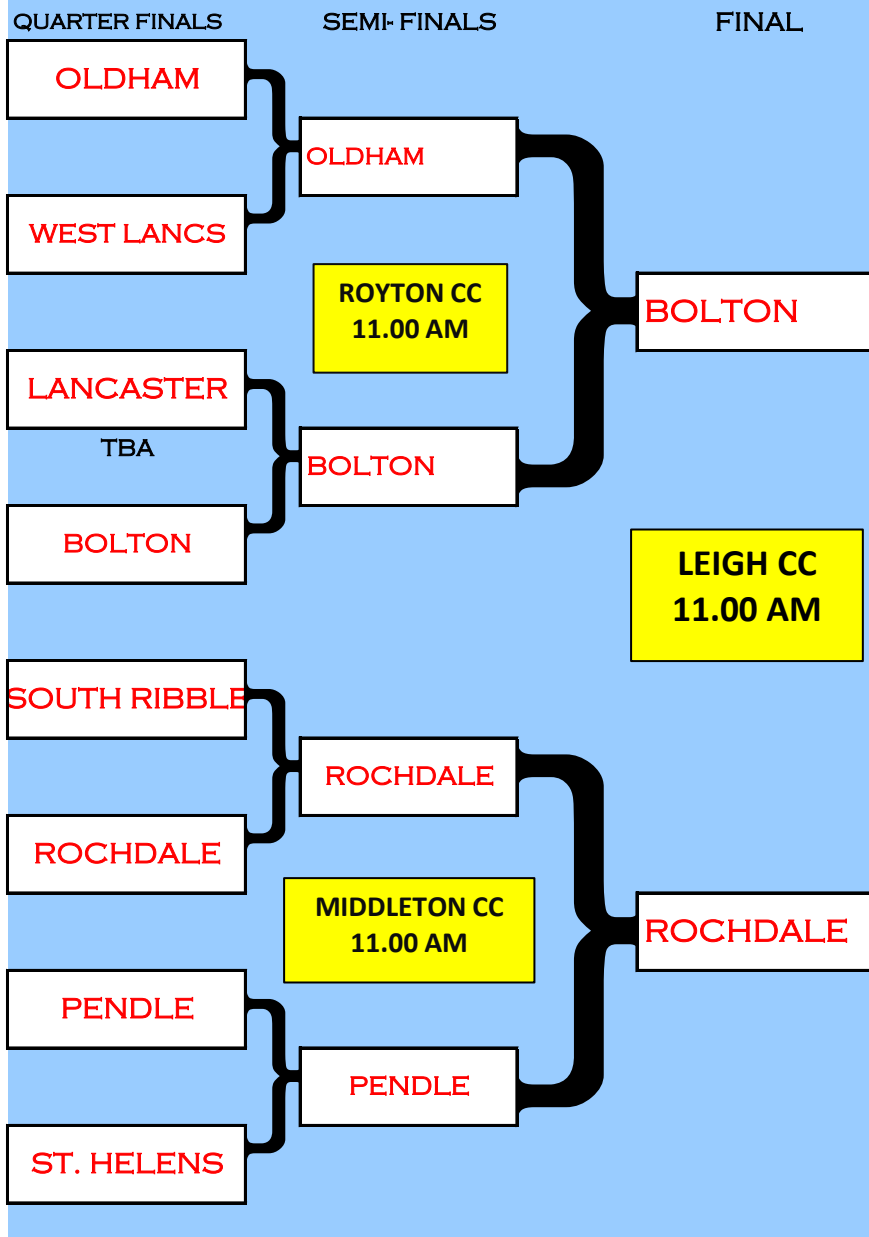 QUARTER FINALS
SEMI- FINALS
FINAL
OLDHAM
OLDHAM
WEST LANCS
ROYTON CC
11.00 AM
BOLTON
LANCASTER
TBA
BOLTON
BOLTON
LEIGH CC
11.00 AM
SOUTH RIBBLE
ROCHDALE
ROCHDALE
MIDDLETON CC
11.00 AM
ROCHDALE
PENDLE
PENDLE
ST. HELENS